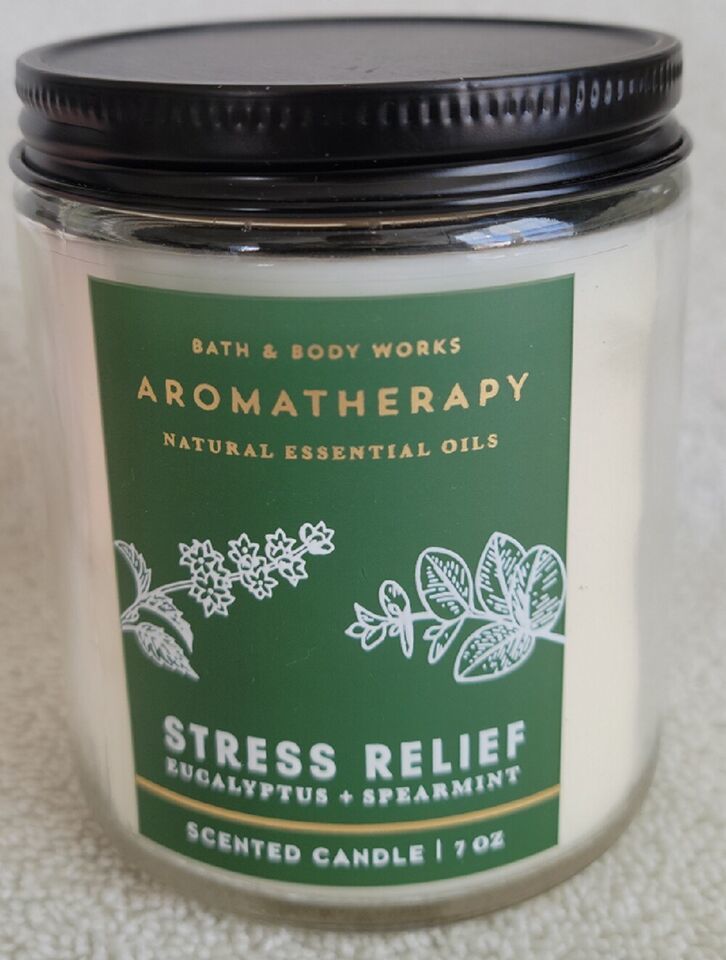 BATH & BODY WORKS
AROMATHERAPY
NATURAL ESSENTIAL OILS
STRESS RELIEF
EUCALYPTUS + SPEARMINT
SCENTED CANDLE | 7 OZ